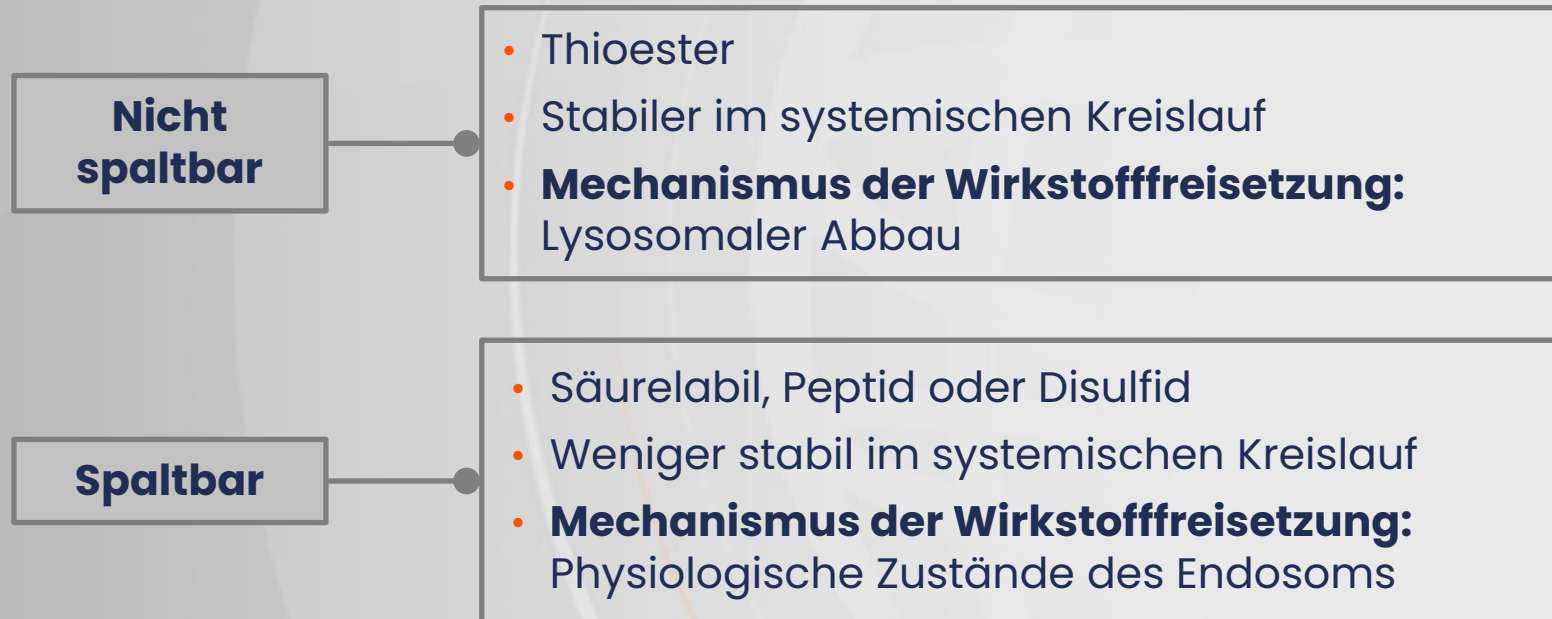 Nicht
spaltbar
• Thioester
• Stabiler im systemischen Kreislauf
• Mechanismus der Wirkstofffreisetzung:
Lysosomaler Abbau
Spaltbar
• Säurelabil, Peptid oder Disulfid
• Weniger stabil im systemischen Kreislauf
• Mechanismus der Wirkstofffreisetzung:
Physiologische Zustände des Endosoms